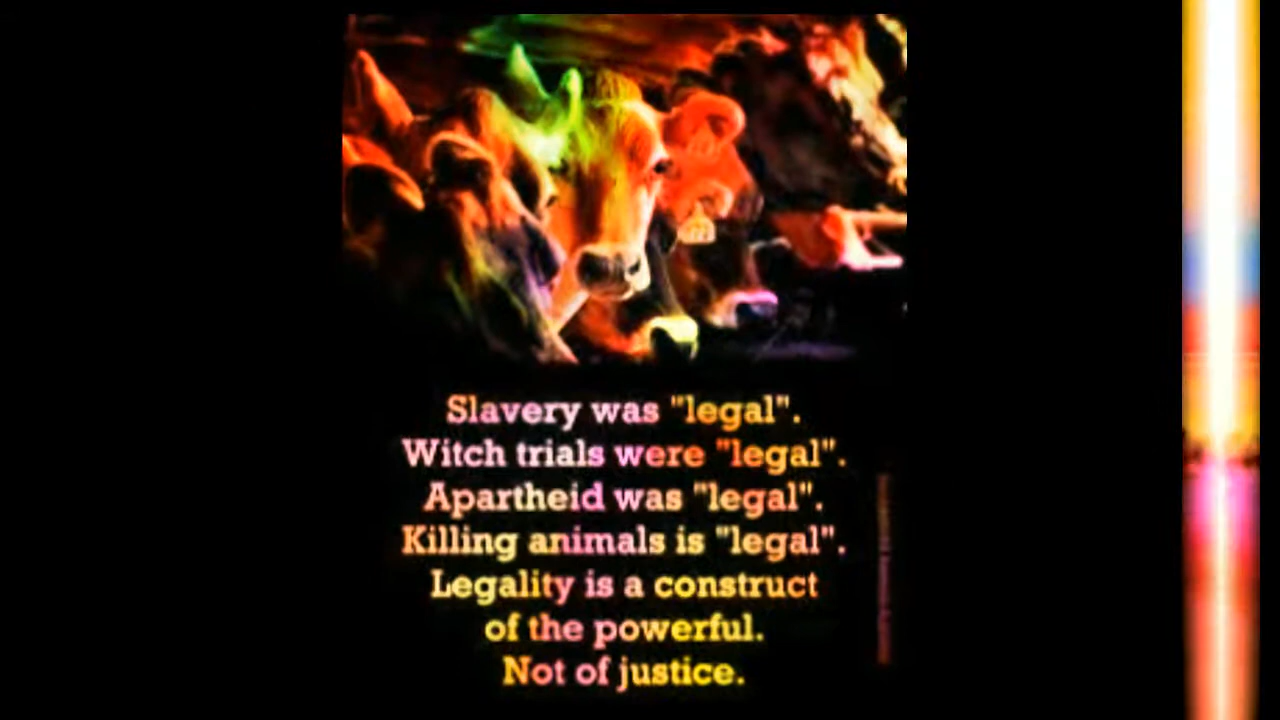 Slavery was "legal".
Witch trials were "legal".
Apartheid was "legal".
Killing animals is "legal".
Legality is a construct
of the powerful.
Not of justice.